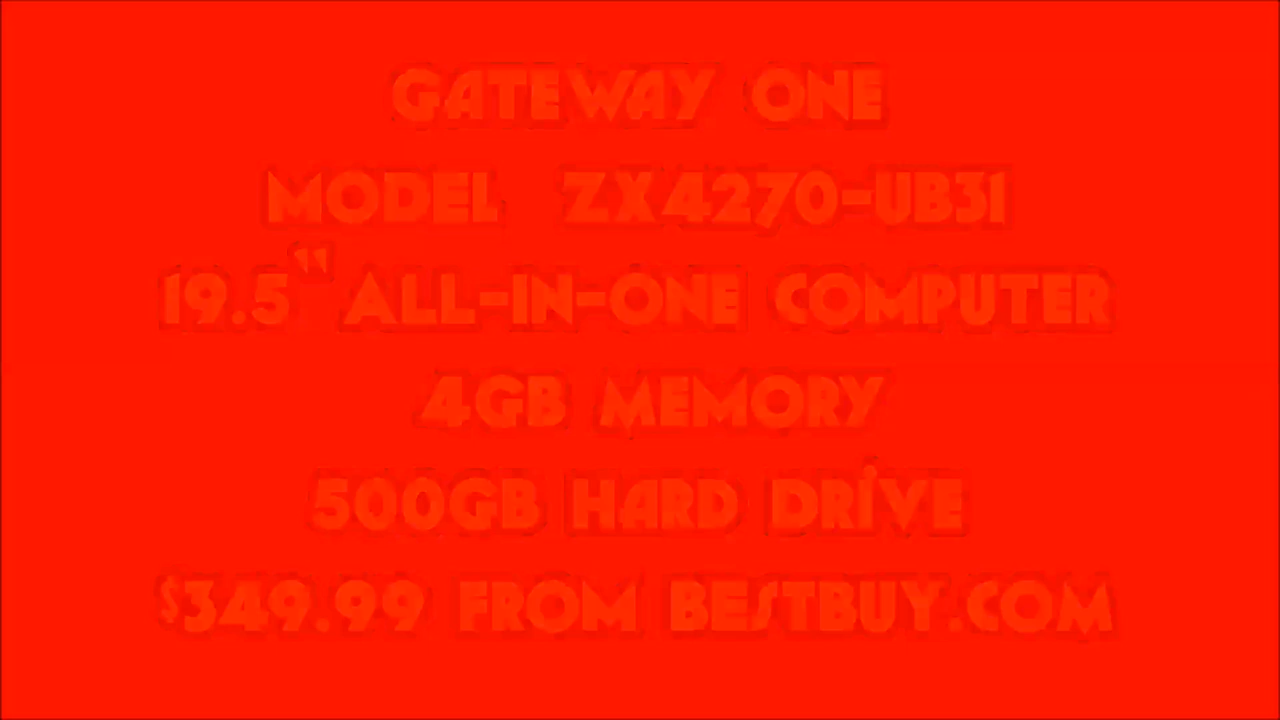 GATEWAY ONE
MODEL ZX4270-UB31
19.5" ALL-IN-ONE COMPUTER
4GB MEMORY
500GB HARD DRIVE
$349.99 FROM BESTBUY.COM